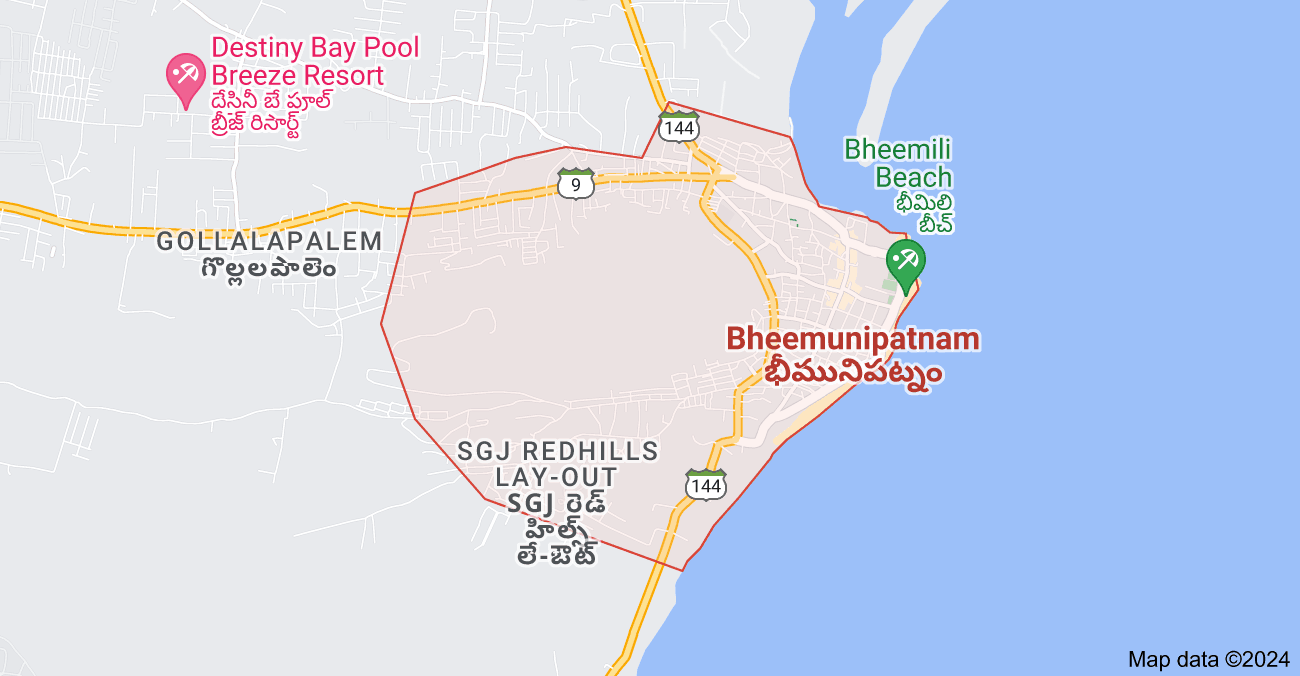 Destiny Bay Pool
Breeze Resort
దేసినీ బే పూల్
బ్రీజ్ రిసార్ట్
144
Bheemili
Beach
భీమిలి
బీచ్
9
GOLLALAPALEM
గొల్లలపాలెం
Bheemunipatnam
భీమునిపట్నం
SGJ REDHILLS
LAY-OUT
SGJ రెడ్
హిల్స్
లే-ఔట్
144
Map data ©2024